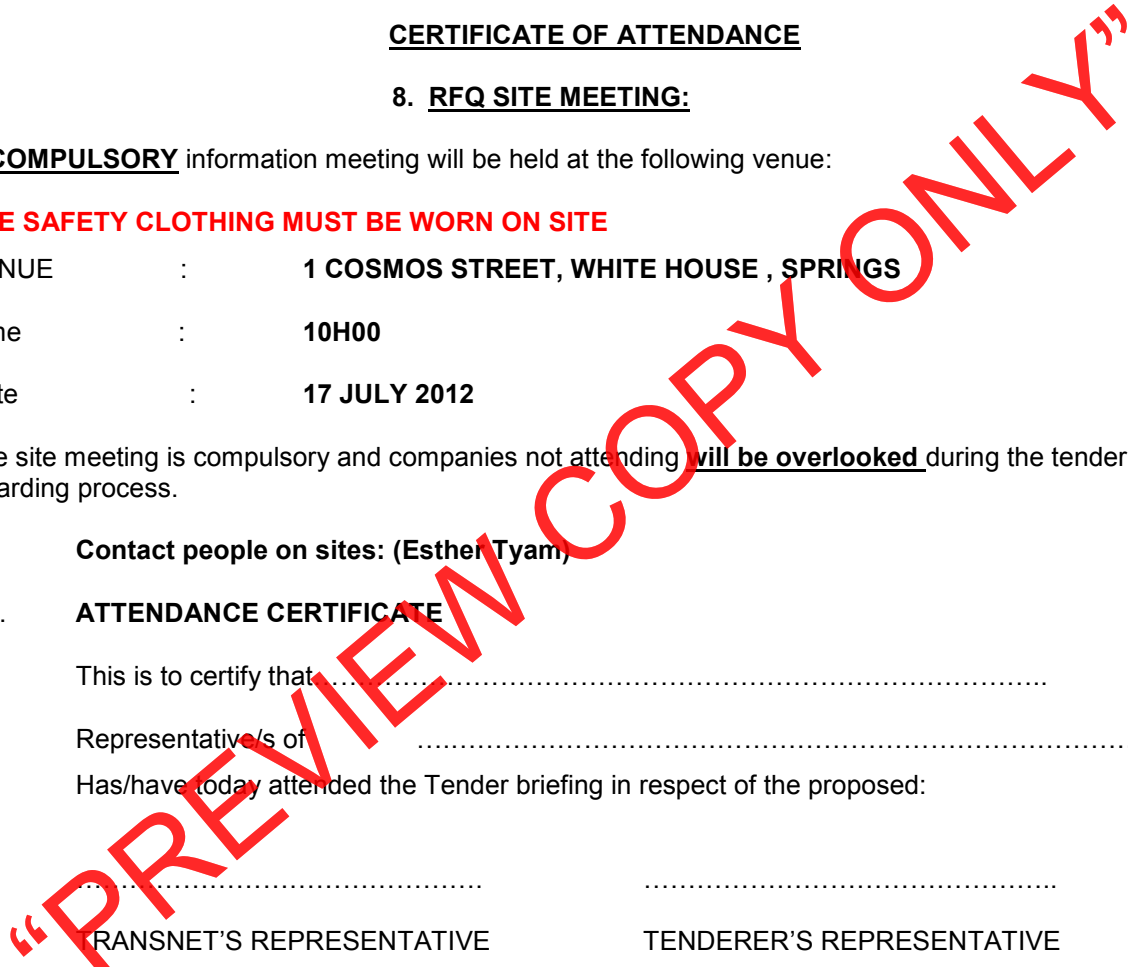 CERTIFICATE OF ATTENDANCE
8. RFQ SITE MEETING:
COMPULSORY information meeting will be held at the following venue:
E SAFETY CLOTHING MUST BE WORN ON SITE
NUE : 1 COSMOS STREET, WHITE HOUSE , SPRINGS
me : 10H00
te : 17 JULY 2012
e site meeting is compulsory and companies not attending will be overlooked during the tender
arding process.
Contact people on sites: (Esther Tyam)
. ATTENDANCE CERTIFICATE
This is to certify that…………………………………………………………………….
Representative/s of ….…………………………………………………………………
Has/have today attended the Tender briefing in respect of the proposed:
………………………………………. ………………………………………..
TRANSNET'S REPRESENTATIVE TENDERER'S REPRESENTATIVE
“PREVIEW COPY ONLY”